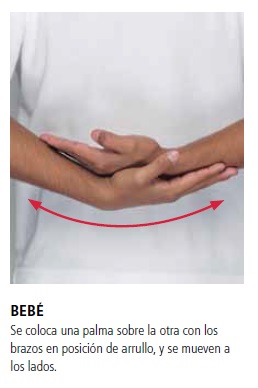 BEBÉ
Se coloca una palma sobre la otra con los
brazos en posición de arrullo, y se mueven a
los lados.